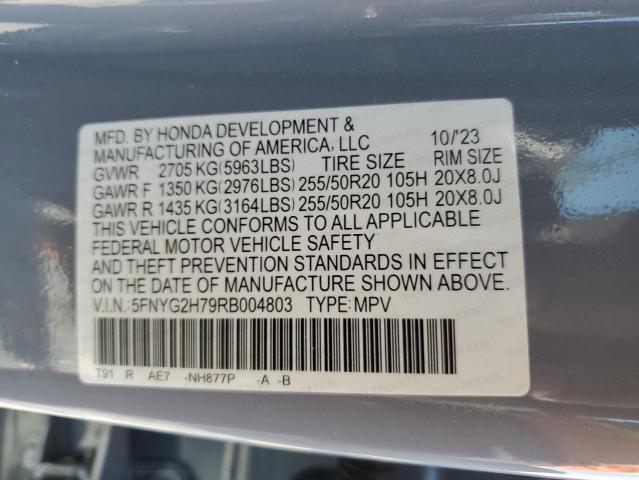 MFD. BY HONDA DEVELOPMENT &
MANUFACTURING OF AMERICA, LLC 10/'23
GVWR 2705 KG(5963LBS) TIRE SIZE RIM SIZE
GAWR F 1350 KG(2976LBS) 255/50R20 105H 20X8.0J
GAWR R 1435 KG(3164LBS) 255/50R20 105H 20X8.0J
THIS VEHICLE CONFORMS TO ALL APPLICABLE
FEDERAL MOTOR VEHICLE SAFETY
AND THEFT PREVENTION STANDARDS IN EFFECT
ON THE DATE OF MANUFACTURE SHOWN ABOVE.
V.I.N.:5FNYG2H79RB004803 TYPE: MPV
T91 R AE7 -NH877P -A -B